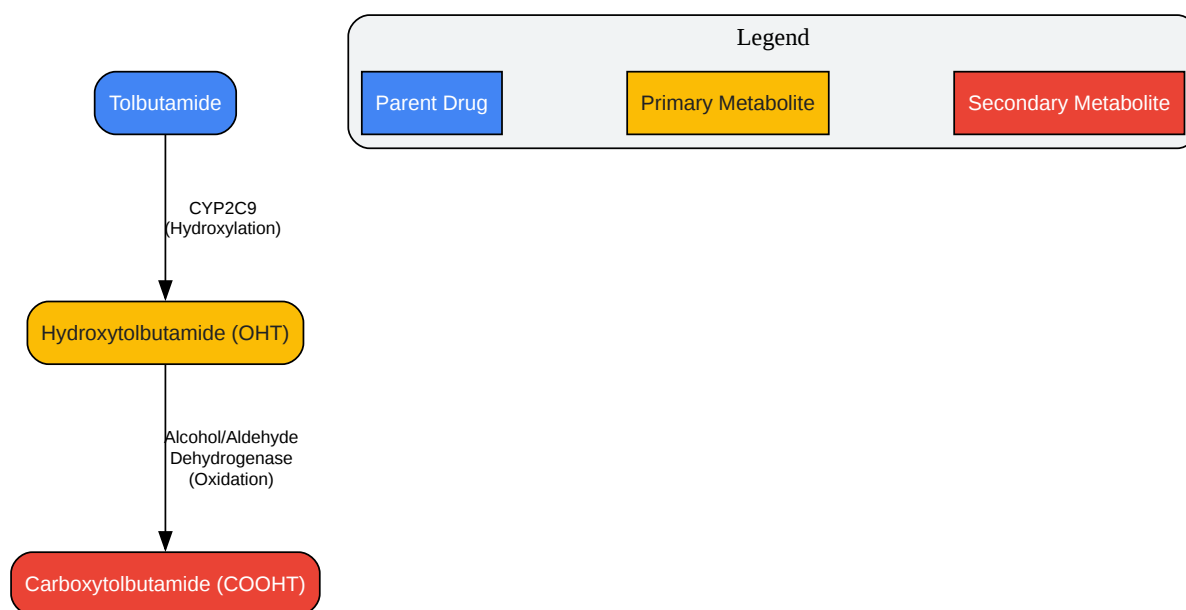 Legend
Tolbutamide
Parent Drug
Primary Metabolite
Secondary Metabolite
CYP2C9
(Hydroxylation)
Hydroxytolbutamide (OHT)
Alcohol/Aldehyde
Dehydrogenase
(Oxidation)
Carboxytolbutamide (COOHT)